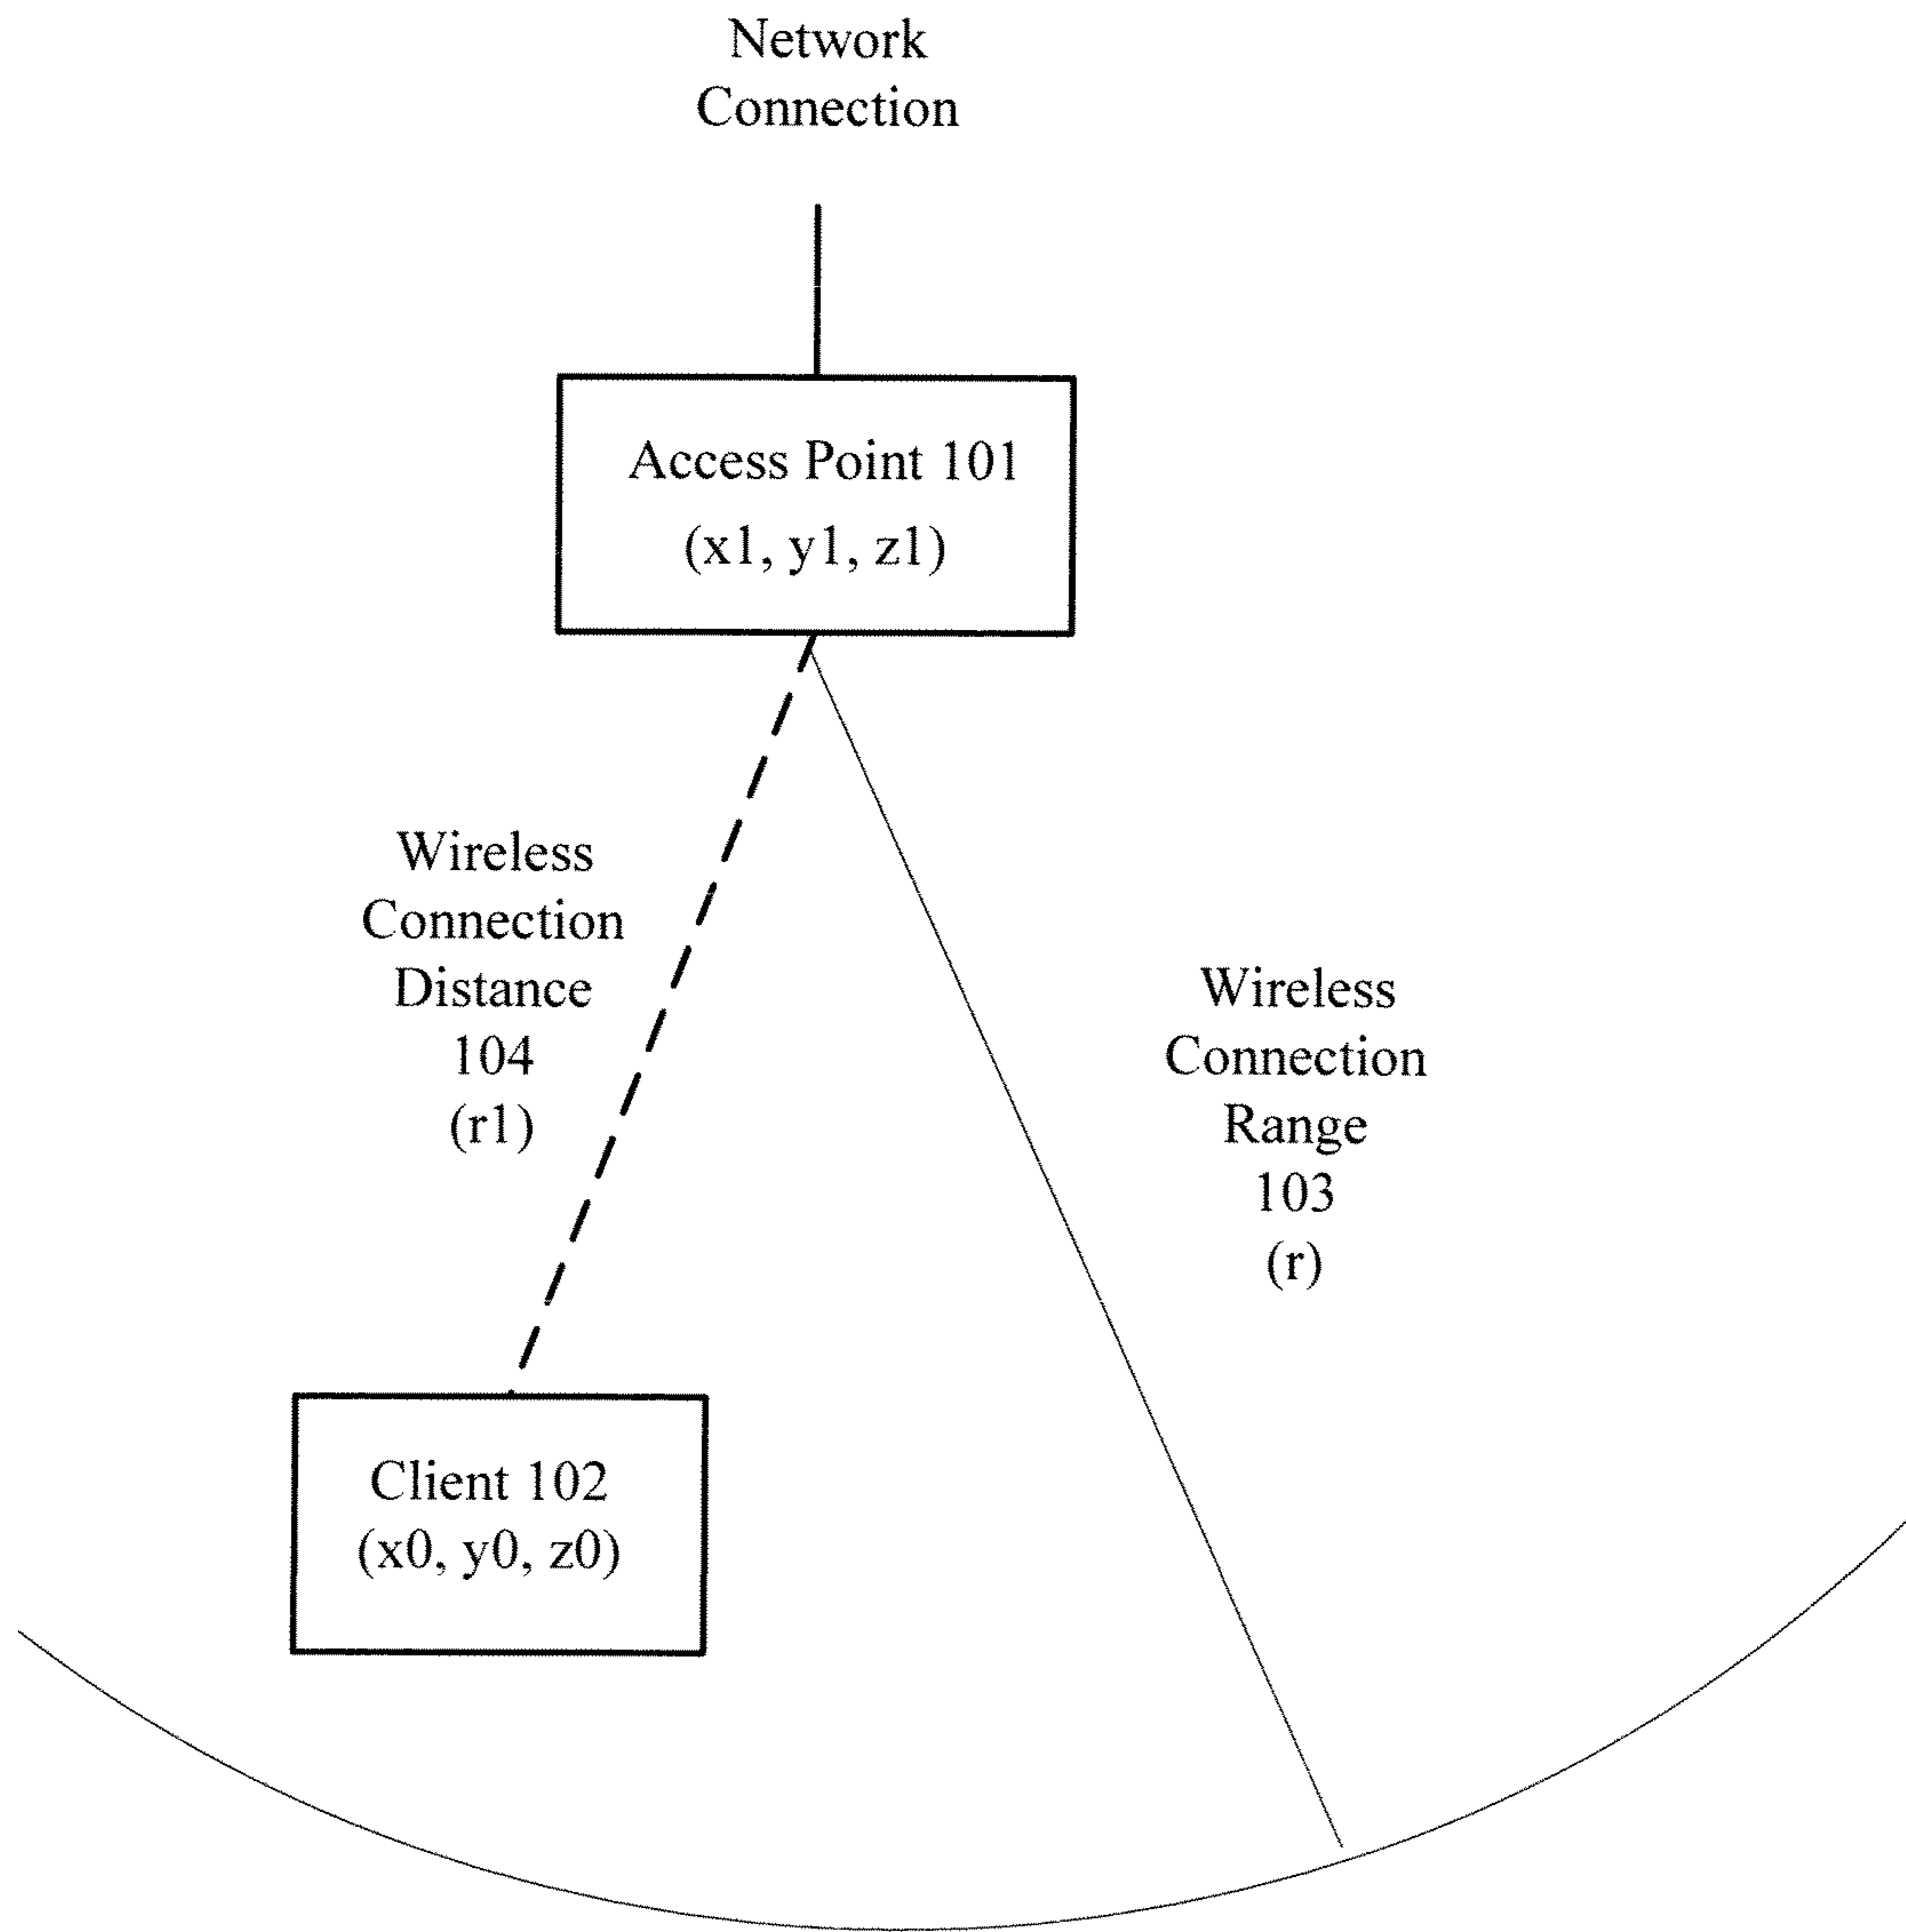 Network
Connection
Access Point 101
(x1, y1, z1)
Wireless
Connection
Distance
104
(r1)
Wireless
Connection
Range
103
(r)
Client 102
(x0, y0, z0)